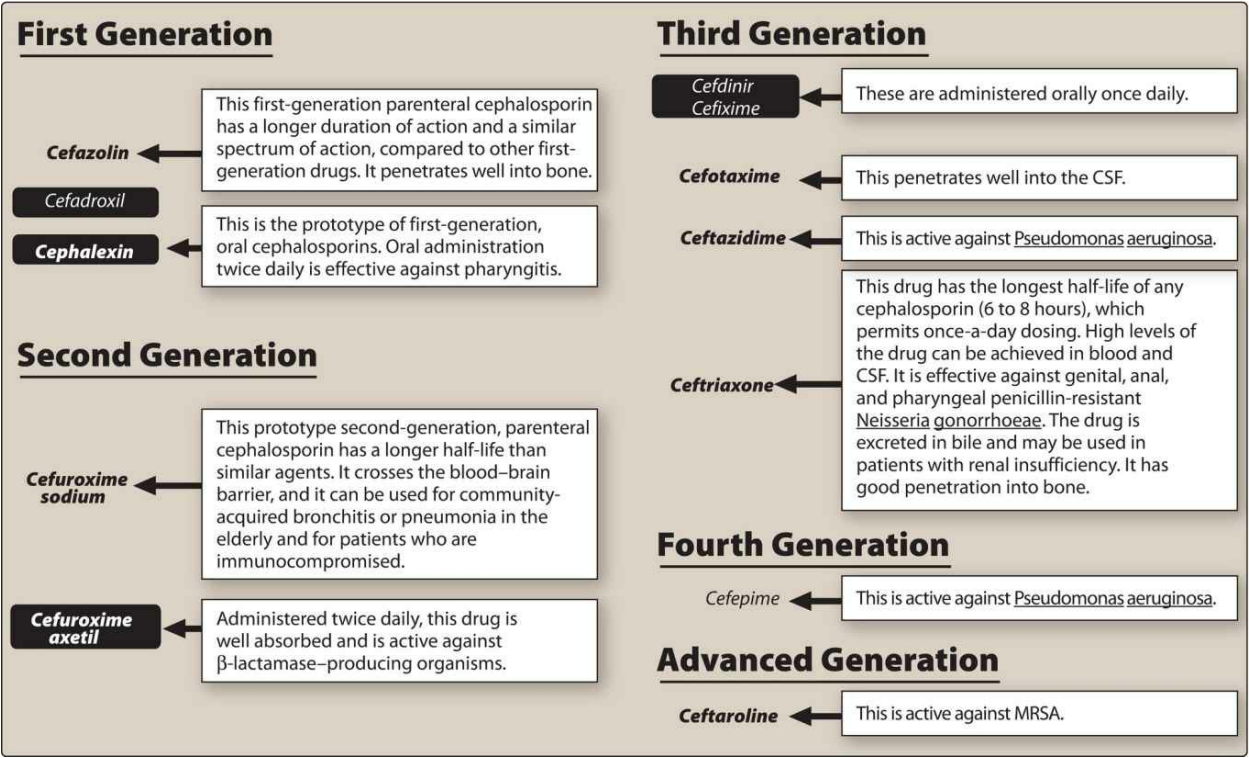 First Generation
Cefazolin
This first-generation parenteral cephalosporin
has a longer duration of action and a similar
spectrum of action, compared to other first-
generation drugs. It penetrates well into bone.
Cefadroxil
Cephalexin
This is the prototype of first-generation,
oral cephalosporins. Oral administration
twice daily is effective against pharyngitis.
Second Generation
Cefuroxime
sodium
This prototype second-generation, parenteral
cephalosporin has a longer half-life than
similar agents. It crosses the blood–brain
barrier, and it can be used for community-
acquired bronchitis or pneumonia in the
elderly and for patients who are
immunocompromised.
Cefuroxime
axetil
Administered twice daily, this drug is
well absorbed and is active against
β-lactamase–producing organisms.
Third Generation
Cefdinir
Cefixime
These are administered orally once daily.
Cefotaxime
This penetrates well into the CSF.
Ceftazidime
This is active against Pseudomonas aeruginosa.
Ceftriaxone
This drug has the longest half-life of any
cephalosporin (6 to 8 hours), which
permits once-a-day dosing. High levels of
the drug can be achieved in blood and
CSF. It is effective against genital, anal,
and pharyngeal penicillin-resistant
Neisseria gonorrhoeae. The drug is
excreted in bile and may be used in
patients with renal insufficiency. It has
good penetration into bone.
Fourth Generation
Cefepime
This is active against Pseudomonas aeruginosa.
Advanced Generation
Ceftaroline
This is active against MRSA.